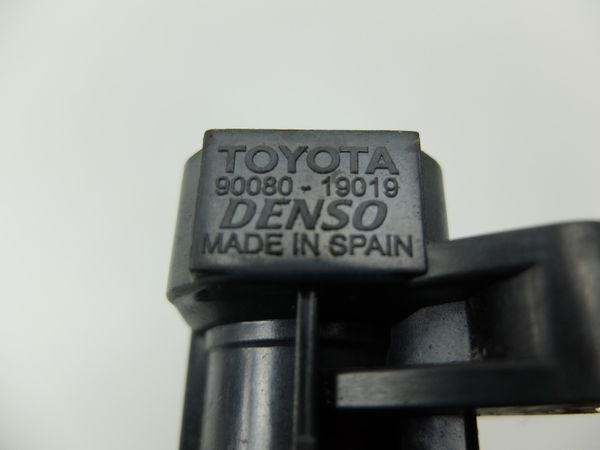 TOYOTA
90080 - 19019
DENSO
MADE IN SPAIN